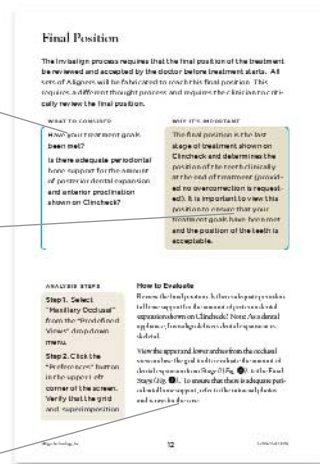 Final Position
The Invisalign process requires that the final position of the treatment
be reviewed and accepted by the doctor before treatment starts. All
sets of Aligners will be fabricated to reach this final position. This
requires a different thought process and requires the clinician to criti-
cally review the final position.
WHAT TO CONSIDER
Have your treatment goals
been met?
Is there adequate periodontal
bone support for the amount
of posterior dental expansion
and anterior proclination
shown on Clincheck?
WHY IT'S IMPORTANT
The final position is the last
stage of treatment shown on
Clincheck and determines the
position of the teeth clinically
at the end of treatment (provid-
ed no overcorrection is request-
ed). It is important to view this
position to ensure that your
treatment goals have been met
and the position of the teeth is
acceptable.
ANALYSIS STEPS
Step 1. Select
"Maxillary Occlusal"
from the "Predefined
Views" dropdown
menu.
Step 2. Click the
"Preferences" button
in the upper left
corner of the screen.
Verify that the grid
and superimposition
How to Evaluate
Review the final position. Is there adequate periodon-
tal bone support for the amount of posterior dental
expansion shown on Clincheck? Note: As a dental
appliance, Invisalign delivers dental expansion vs.
skeletal.
View the upper and lower arches from the occlusal
view and use the grid tool to evaluate the amount of
dental expansion from Stage 0 (Fig. ) to the Final
Stage (Fig. ). To ensure that there is adequate peri-
odontal bone support, refer to the intraoral photos
and x-rays for the case.
12